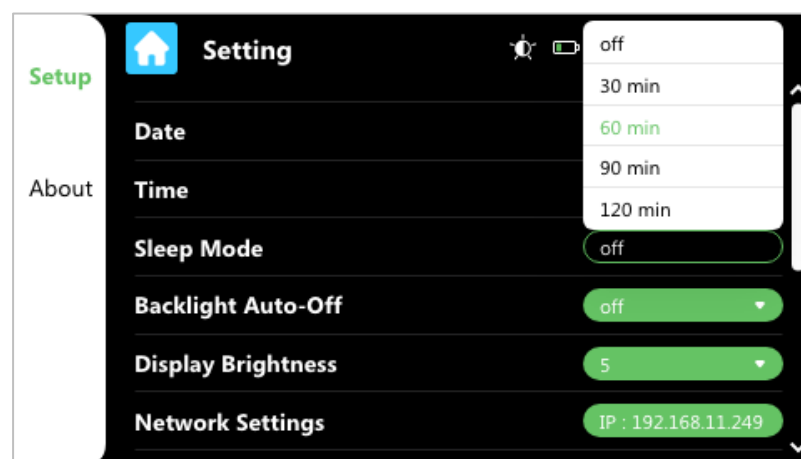 Setup
About
Setting
off
30 min
60 min
90 min
120 min
Date
Time
Sleep Mode
off
Backlight Auto-Off
off
Display Brightness
5
Network Settings
IP : 192.168.11.249